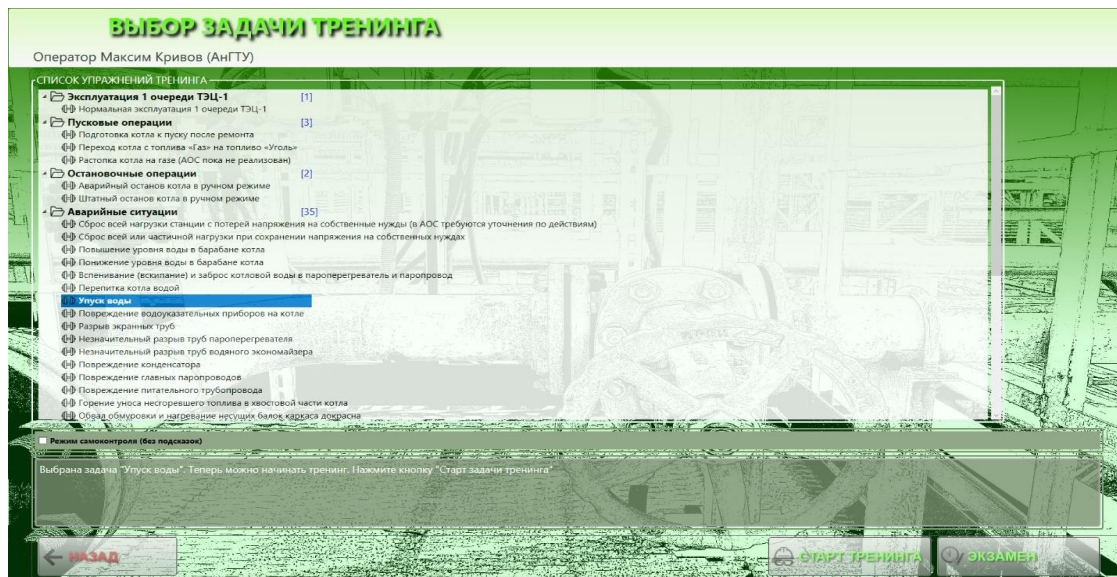 ВЫБОР ЗАДАЧИ ТРЕНИНГА
Оператор Максим Кривов (АнГТУ)
СПИСОК УПРАЖНЕНИЙ ТРЕНИНГА
Эксплуатация 1 очереди ТЭЦ-1 [1]
Нормальная эксплуатация 1 очереди ТЭЦ-1
Пусковые операции [3]
Подготовка котла к пуску после ремонта
Переход котла с топлива «Газ» на топливо «Уголь»
Растопка котла на газе (АОС пока не реализован)
Остановочные операции [2]
Аварийный останов котла в ручном режиме
Штатный останов котла в ручном режиме
Аварийные ситуации [35]
Сброс всей нагрузки станции с потерей напряжения на собственные нужды (в АОС требуются уточнения по действиям)
Сброс всей или частичной нагрузки при сохранении напряжения на собственных нуждах
Повышение уровня воды в барабане котла
Понижение уровня воды в барабане котла
Вспенивание (вскипание) и заброс котловой воды в пароперегреватель и паропровод
Перепитка котла водой
Упуск воды
Повреждение водоуказательных приборов на котле
Разрыв экранных труб
Незначительный разрыв труб пароперегревателя
Незначительный разрыв труб водяного экономайзера
Повреждение конденсатора
Повреждение главных паропроводов
Повреждение питательного трубопровода
Горение уноса несгоревшего топлива в хвостовой части котла
Обвал обмуровки и нагревание несущих балок каркаса докрасна
Режим самоконтроля (без подсказок)
Выбрана задача "Упуск воды". Теперь можно начинать тренинг. Нажмите кнопку "Старт задачи тренинга"
НАЗАД
СТАРТ ТРЕНИНГА
ЭКЗАМЕН